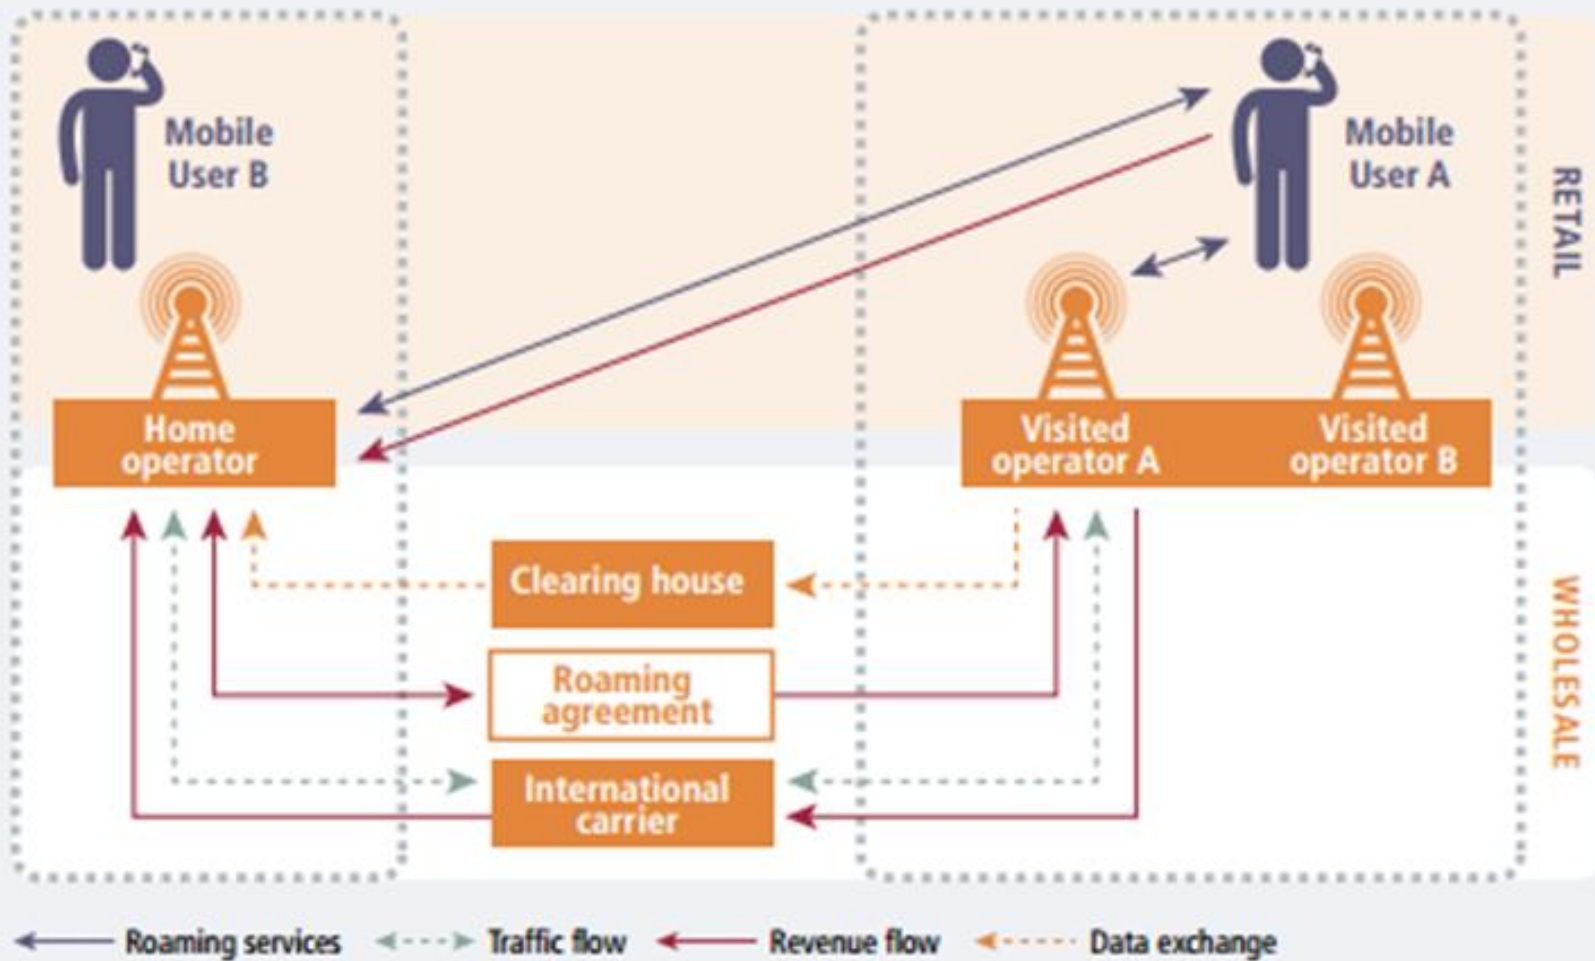 Mobile
User B
Mobile
User A
RETAIL
Home
operator
Visited
operator A
Visited
operator B
Clearing house
Roaming
agreement
International
carrier
WHOLESALE
Roaming services
Traffic flow
Revenue flow
Data exchange